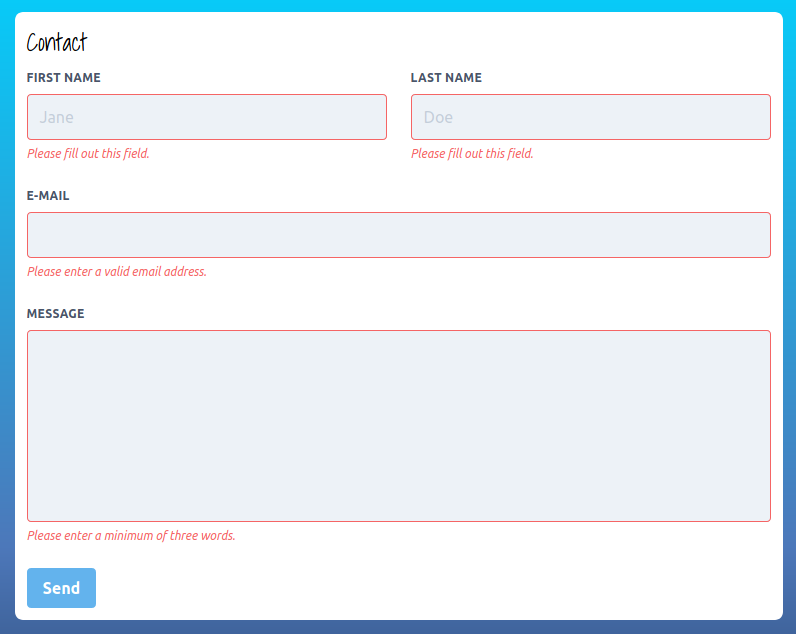 Contact
FIRST NAME
LAST NAME
Jane
Doe
Please fill out this field.
Please fill out this field.
E-MAIL
Please enter a valid email address.
MESSAGE
Please enter a minimum of three words.
Send